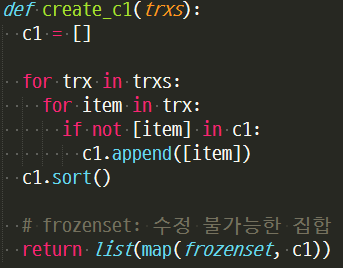 def create_c1(trxs):
  c1 = []

  for trx in trxs:
    for item in trx:
      if not [item] in c1:
        c1.append([item])
  c1.sort()

  # frozenset: 수정 불가능한 집합
  return list(map(frozenset, c1))